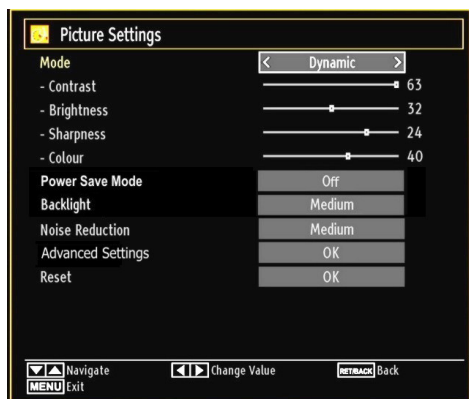 Picture Settings
Mode < Dynamic >
- Contrast 63
- Brightness 32
- Sharpness 24
- Colour 40
Power Save Mode Off
Backlight Medium
Noise Reduction Medium
Advanced Settings OK
Reset OK
Navigate Change Value RET/BACK Back
MENU Exit